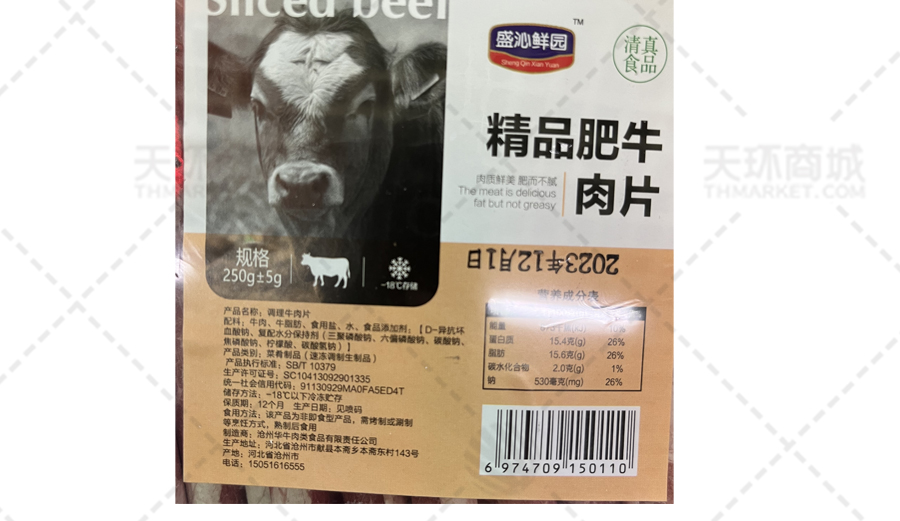 Sliced beef
盛沁鲜园
TM
Sheng Qin Xian Yuan
清真
食品
精品肥牛
肉片
肉质鲜美 肥而不腻
The meat is delicious
fat but not greasy
天环商城
THMARKET.COM
天环商城
THMARKET.COM
规格
250g±5g
-18℃存储
2023年12月1日
产品名称：调理牛肉片
配料：牛肉、牛脂肪、食用盐、水、食品添加剂：【D-异抗坏
血酸钠、复配水分保持剂（三聚磷酸钠、六偏磷酸钠、碳酸钠、
焦磷酸钠、柠檬酸、碳酸氢钠）】
产品类别：菜肴制品（速冻调制生制品）
产品执行标准：SB/T 10379
生产许可证号：SC10413092901335
统一社会信用代码：91130929MA0FA5ED4T
储存方法：-18℃以下冷冻贮存
保质期：12个月 生产日期：见喷码
食用方法：该产品为非即食型产品，需烤制或涮制
等烹饪方式，熟制后食用
制造商：沧州华牛肉类食品有限责任公司
生产地址：河北省沧州市献县本斋乡本斋东村143号
产地：河北省沧州市
电话：15051616555
营养成分表
能量
蛋白质 15.4克(g) 26%
脂肪 15.6克(g) 26%
碳水化合物 2.0克(g) 1%
钠 530毫克(mg) 26%
6 974709 150110